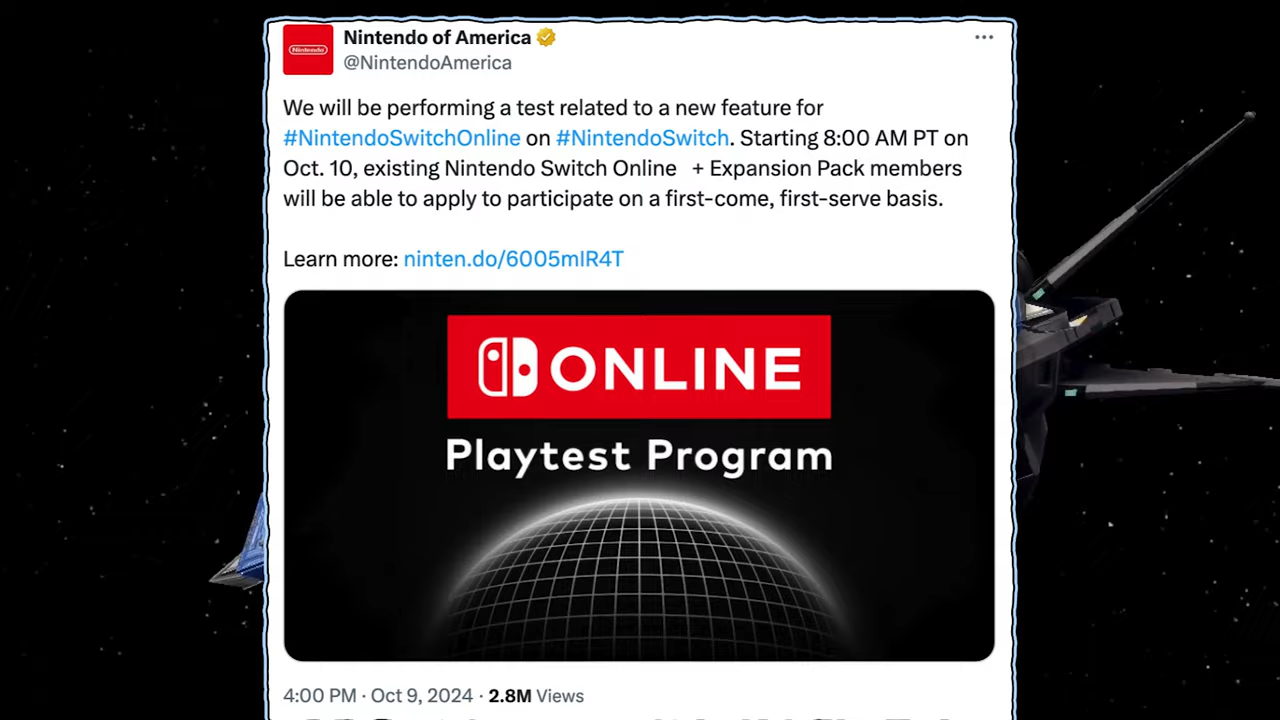 Nintendo of America
@NintendoAmerica
Nintendo
We will be performing a test related to a new feature for
#NintendoSwitchOnline on #NintendoSwitch. Starting 8:00 AM PT on
Oct. 10, existing Nintendo Switch Online + Expansion Pack members
will be able to apply to participate on a first-come, first-serve basis.
Learn more: ninten.do/6005mIR4T
ONLINE
Playtest Program
4:00 PM · Oct 9, 2024 · 2.8M Views